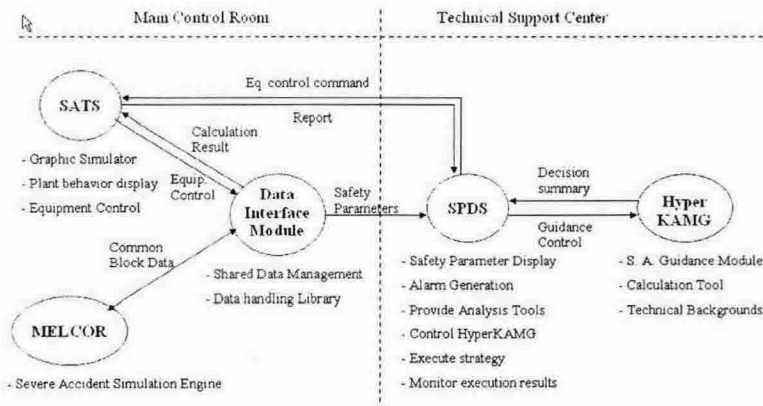 Main Control Room
Technical Support Center
Eq. control command
SATS
Report
Calculation
Result
- Graphic Simulator
- Plant behavior display
- Equipment Control
Equip.
Control
Data
Interface
Module
Safety
Parameters
SPDS
Decision
summary
Hyper
KAMG
Guidance
Control
Common
Block Data
- Shared Data Management
- Data handling Library
- Safety Parameter Display
- Alarm Generation
- Provide Analysis Tools
- Control HyperKAMG
- Execute strategy
- Monitor execution results
- S. A. Guidance Module
- Calculation Tool
- Technical Backgrounds
MELCOR
- Severe Accident Simulation Engine